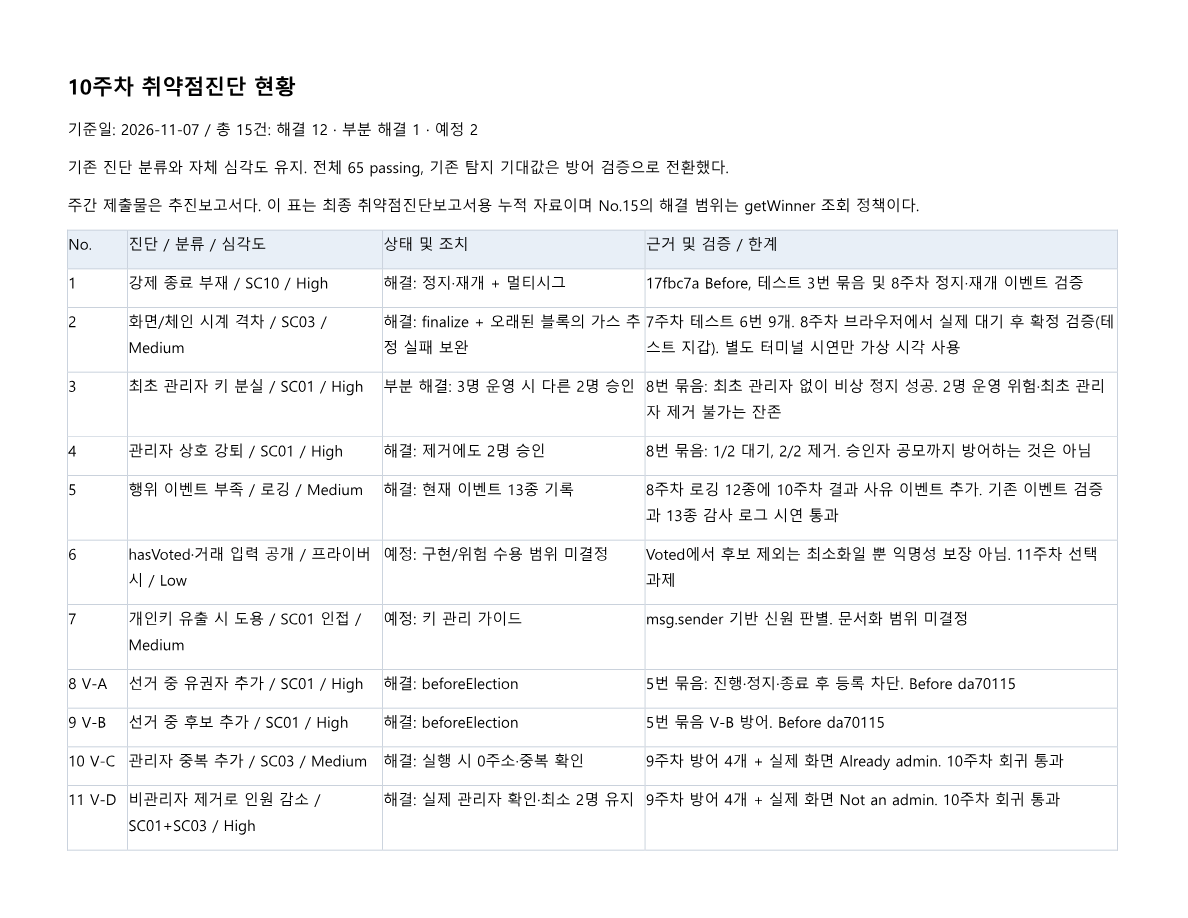 10주차 취약점진단 현황
기준일: 2026-11-07 / 총 15건: 해결 12 · 부분 해결 1 · 예정 2
기존 진단 분류와 자체 심각도 유지. 전체 65 passing, 기존 탐지 기대값은 방어 검증으로 전환했다.
주간 제출물은 추진보고서다. 이 표는 최종 취약점진단보고서용 누적 자료이며 No.15의 해결 범위는 getWinner 조회 정책이다.
No. 진단 / 분류 / 심각도 상태 및 조치 근거 및 검증 / 한계
1 강제 종료 부재 / SC10 / High 해결: 정지·재개 + 멀티시그 17fbc7a Before, 테스트 3번 묶음 및 8주차 정지·재개 이벤트 검증
2 화면/체인 시계 격차 / SC03 / 해결: finalize + 오래된 블록의 가스 추 7주차 테스트 6번 9개. 8주차 브라우저에서 실제 대기 후 확정 검증(테
Medium 정 실패 보완 스트 지갑). 별도 터미널 시연만 가상 시각 사용
3 최초 관리자 키 분실 / SC01 / High 부분 해결: 3명 운영 시 다른 2명 승인 8번 묶음: 최초 관리자 없이 비상 정지 성공. 2명 운영 위험·최초 관리
자 제거 불가는 잔존
4 관리자 상호 강퇴 / SC01 / High 해결: 제거에도 2명 승인 8번 묶음: 1/2 대기, 2/2 제거. 승인자 공모까지 방어하는 것은 아님
5 행위 이벤트 부족 / 로깅 / Medium 해결: 현재 이벤트 13종 기록 8주차 로깅 12종에 10주차 결과 사유 이벤트 추가. 기존 이벤트 검증
과 13종 감사 로그 시연 통과
6 hasVoted·거래 입력 공개 / 프라이버 예정: 구현/위험 수용 범위 미결정 Voted에서 후보 제외는 최소화일 뿐 익명성 보장 아님. 11주차 선택
시 / Low 과제
7 개인키 유출 시 도용 / SC01 인접 / 예정: 키 관리 가이드 msg.sender 기반 신원 판별. 문서화 범위 미결정
Medium
8 V-A 선거 중 유권자 추가 / SC01 / High 해결: beforeElection 5번 묶음: 진행·정지·종료 후 등록 차단. Before da70115
9 V-B 선거 중 후보 추가 / SC01 / High 해결: beforeElection 5번 묶음 V-B 방어. Before da70115
10 V-C 관리자 중복 추가 / SC03 / Medium 해결: 실행 시 0주소·중복 확인 9주차 방어 4개 + 실제 화면 Already admin. 10주차 회귀 통과
11 V-D 비관리자 제거로 인원 감소 / 해결: 실제 관리자 확인·최소 2명 유지 9주차 방어 4개 + 실제 화면 Not an admin. 10주차 회귀 통과
SC01+SC03 / High